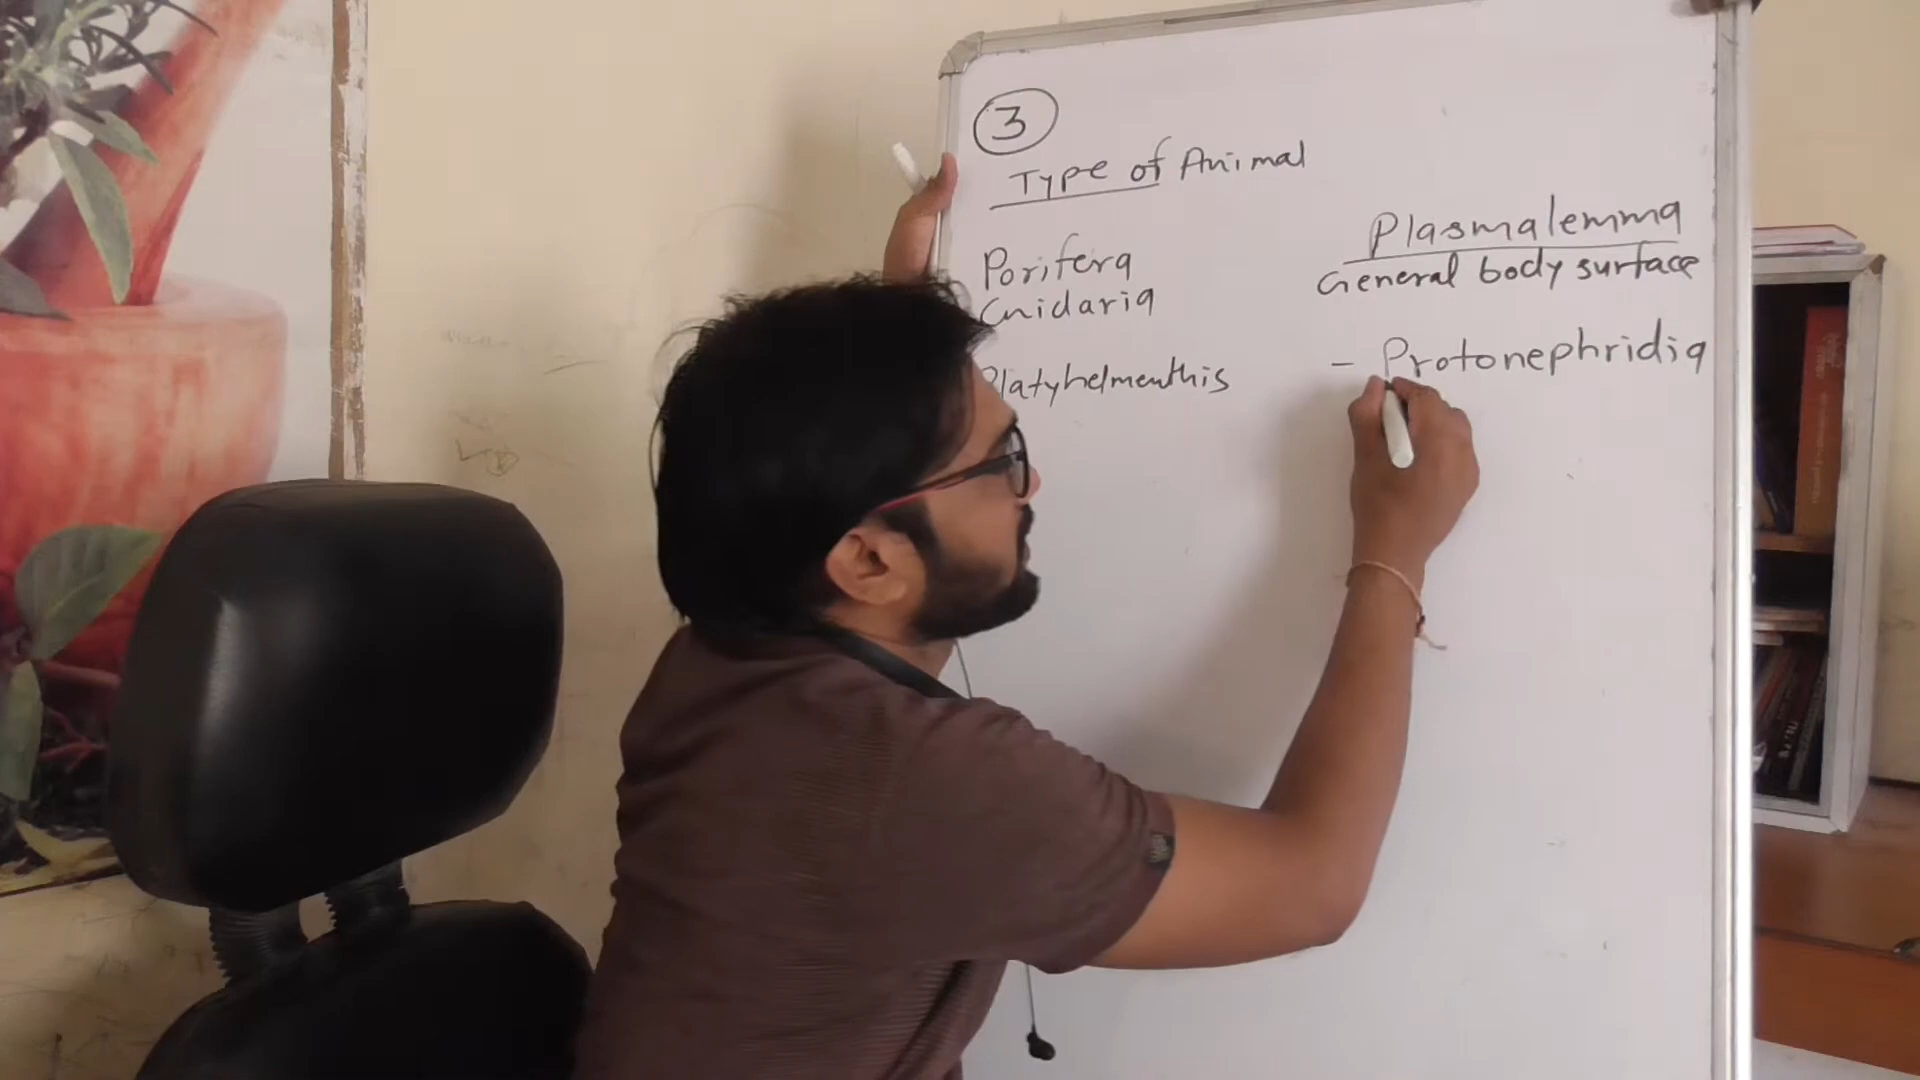 3
Type of Animal
Plasmalemma
Porifera
General body surface
Cnidaria
- Protonephridia
Platyhelmenthis